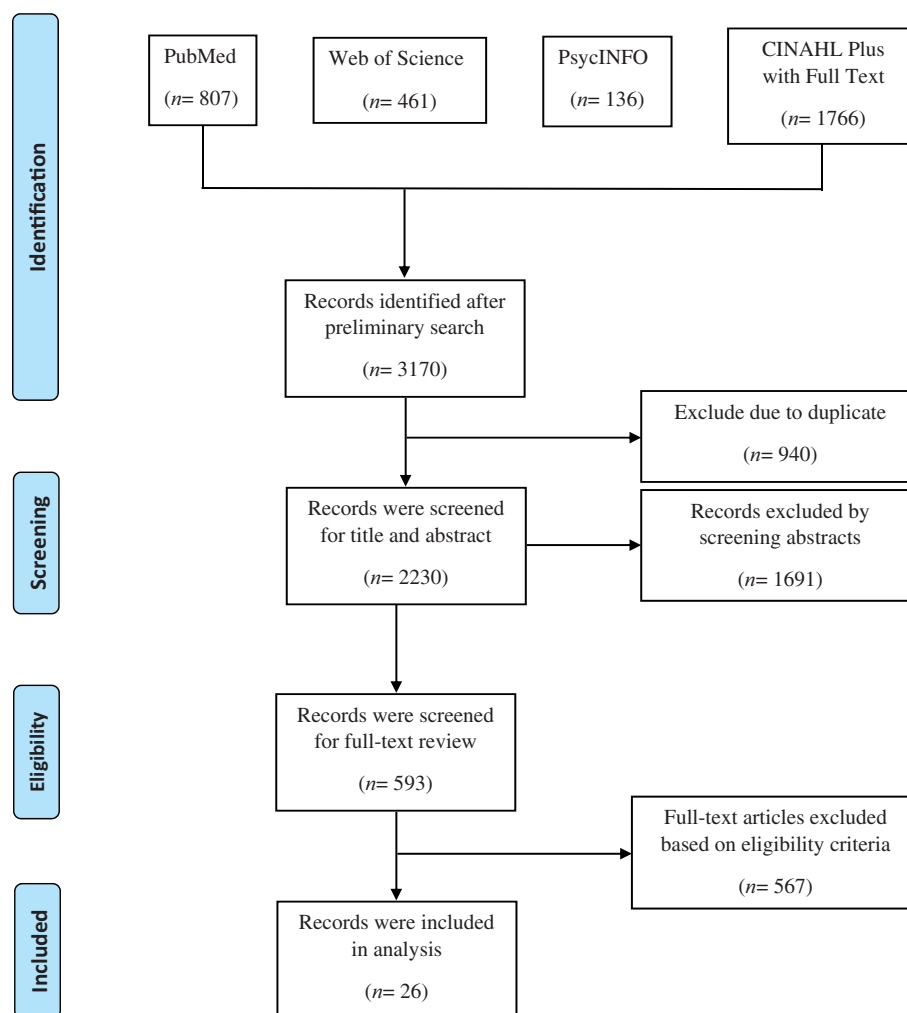 Identification
PubMed
(n= 807)
Web of Science
(n= 461)
PsycINFO
(n= 136)
CINAHL Plus
with Full Text
(n= 1766)
Records identified after
preliminary search
(n= 3170)
Exclude due to duplicate
(n= 940)
Screening
Records were screened
for title and abstract
(n= 2230)
Records excluded by
screening abstracts
(n= 1691)
Eligibility
Records were screened
for full-text review
(n= 593)
Full-text articles excluded
based on eligibility criteria
(n= 567)
Included
Records were included
in analysis
(n= 26)